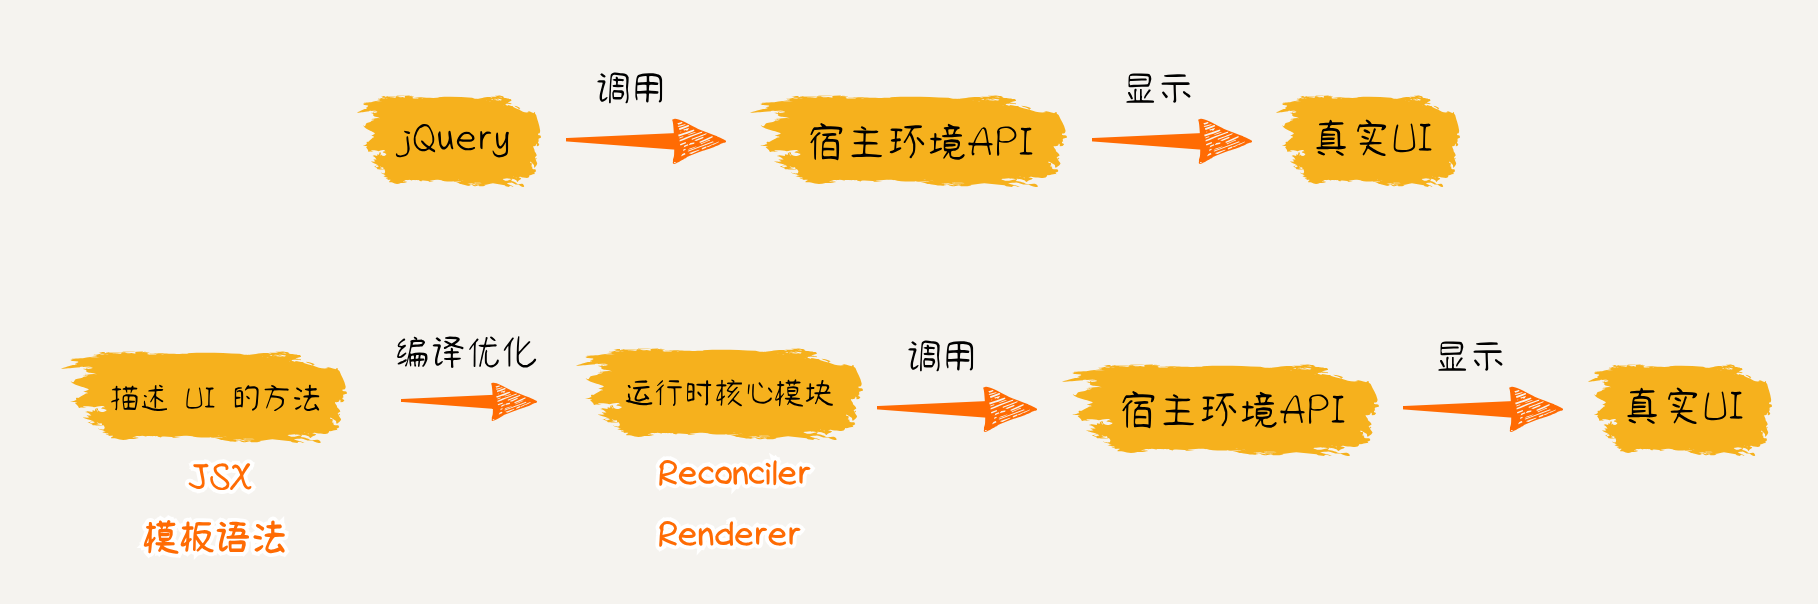 调用
显示
jQuery
宿主环境API
真实UI
编译优化
调用
显示
描述 UI 的方法
运行时核心模块
宿主环境API
真实UI
JSX
Reconciler
模板语法
Renderer